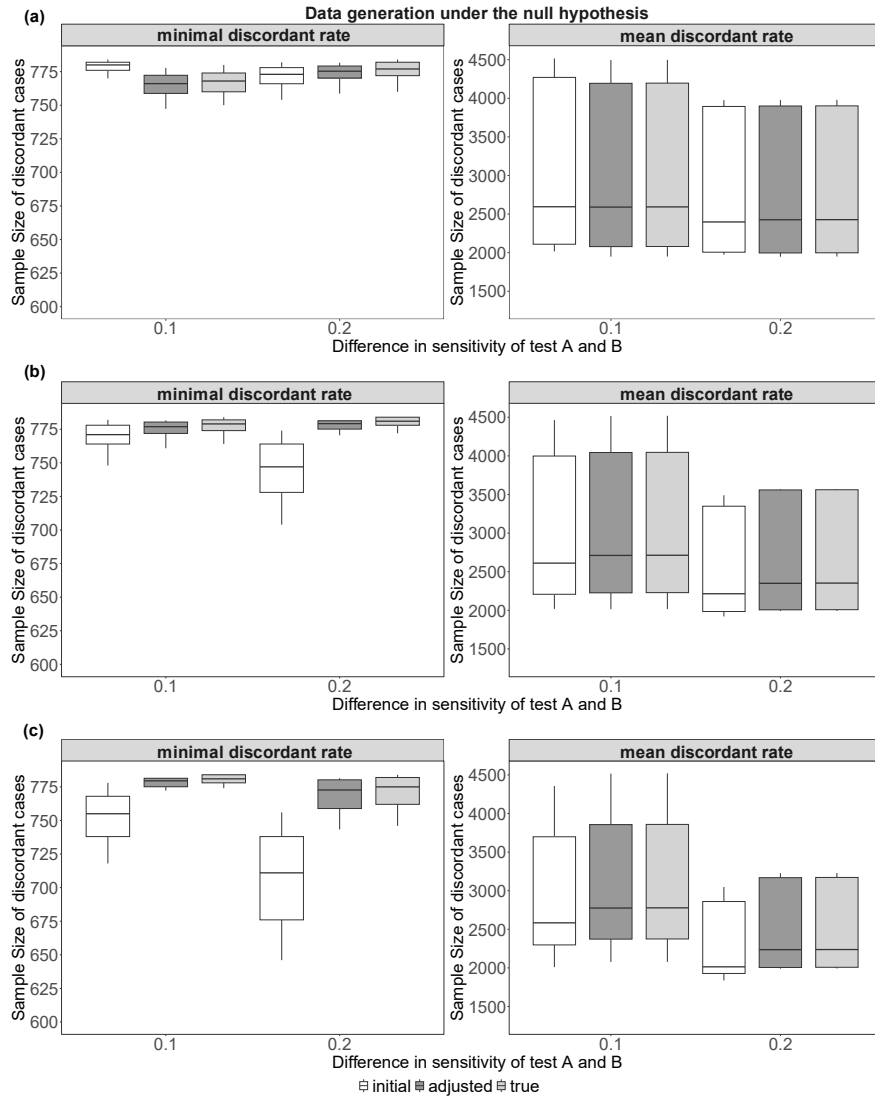 (a)
Data generation under the null hypothesis
minimal discordant rate
mean discordant rate
Sample Size of discordant cases
775
750
725
700
675
650
625
600
0.1
0.2
Sample Size of discordant cases
4500
4000
3500
3000
2500
2000
1500
0.1
0.2
Difference in sensitivity of test A and B
(b)
minimal discordant rate
mean discordant rate
Sample Size of discordant cases
775
750
725
700
675
650
625
600
0.1
0.2
Sample Size of discordant cases
4500
4000
3500
3000
2500
2000
1500
0.1
0.2
Difference in sensitivity of test A and B
(c)
minimal discordant rate
mean discordant rate
Sample Size of discordant cases
775
750
725
700
675
650
625
600
0.1
0.2
Sample Size of discordant cases
4500
4000
3500
3000
2500
2000
1500
0.1
0.2
Difference in sensitivity of test A and B
initial adjusted true